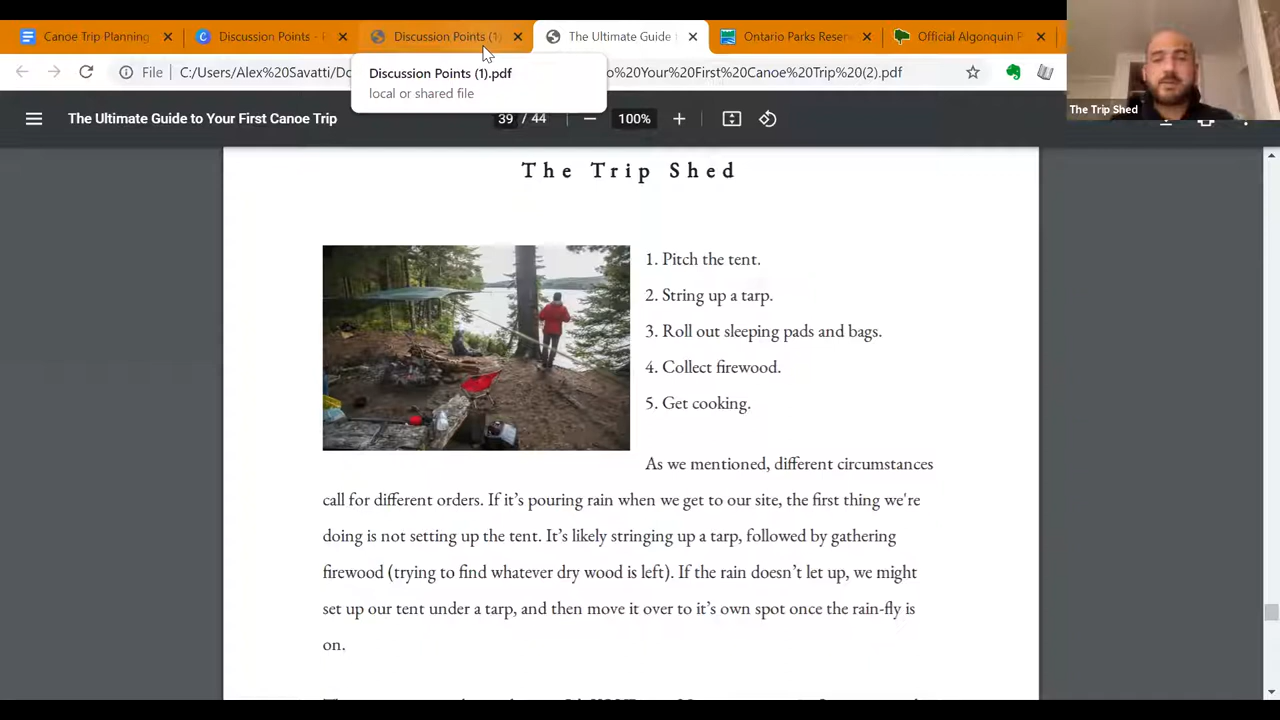 Canoe Trip Planning
Discussion Points -
Discussion Points (1)
The Ultimate Guide
Ontario Parks Reser
Official Algonquin P
File
C:/Users/Alex%20Savatti/Do
o%20Your%20First%20Canoe%20Trip%20(2).pdf
Discussion Points (1).pdf
local or shared file
The Trip Shed
The Ultimate Guide to Your First Canoe Trip
39 / 44
100%
The Trip Shed
1. Pitch the tent.
2. String up a tarp.
3. Roll out sleeping pads and bags.
4. Collect firewood.
5. Get cooking.
As we mentioned, different circumstances
call for different orders. If it's pouring rain when we get to our site, the first thing we're
doing is not setting up the tent. It's likely stringing up a tarp, followed by gathering
firewood (trying to find whatever dry wood is left). If the rain doesn't let up, we might
set up our tent under a tarp, and then move it over to it's own spot once the rain-fly is
on.